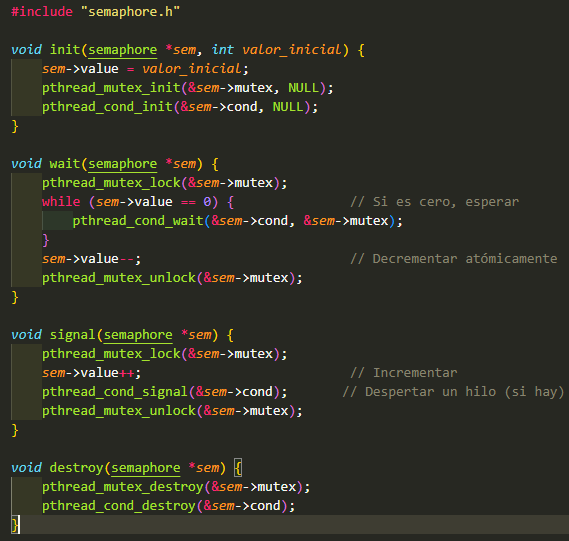 #include "semaphore.h"

void init(semaphore *sem, int valor_inicial) {
    sem->value = valor_inicial;
    pthread_mutex_init(&sem->mutex, NULL);
    pthread_cond_init(&sem->cond, NULL);
}

void wait(semaphore *sem) {
    pthread_mutex_lock(&sem->mutex);
    while (sem->value == 0) {               // Si es cero, esperar
        pthread_cond_wait(&sem->cond, &sem->mutex);
    }
    sem->value--;                           // Decrementar atómicamente
    pthread_mutex_unlock(&sem->mutex);
}

void signal(semaphore *sem) {
    pthread_mutex_lock(&sem->mutex);
    sem->value++;                           // Incrementar
    pthread_cond_signal(&sem->cond);       // Despertar un hilo (si hay)
    pthread_mutex_unlock(&sem->mutex);
}

void destroy(semaphore *sem) {
    pthread_mutex_destroy(&sem->mutex);
    pthread_cond_destroy(&sem->cond);
}